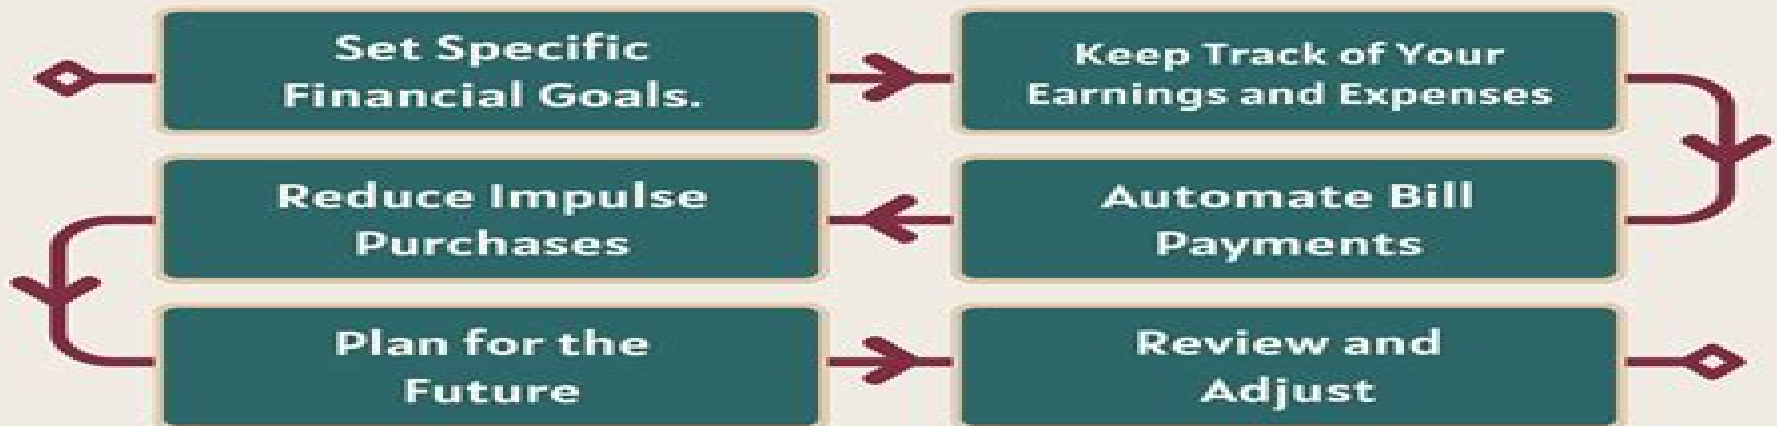 Set Specific
Financial Goals.
Keep Track of Your
Earnings and Expenses
Automate Bill
Payments
Reduce Impulse
Purchases
Plan for the
Future
Review and
Adjust